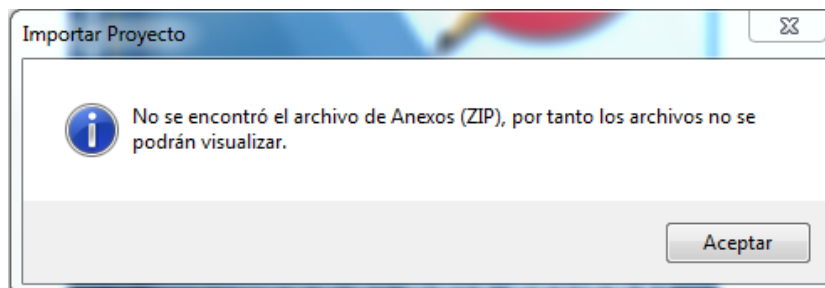 Importar Proyecto
No se encontró el archivo de Anexos (ZIP), por tanto los archivos no se
podrán visualizar.
Aceptar